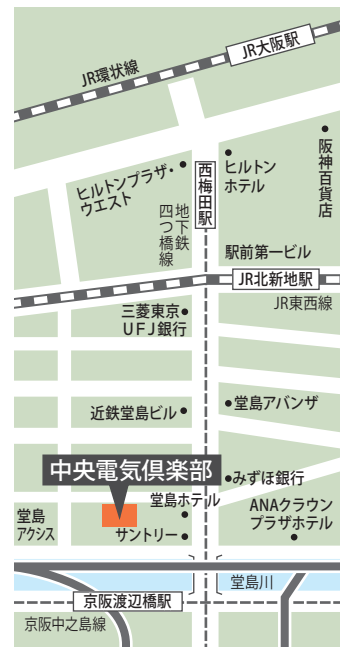 JR大阪駅
JR環状線
阪神百貨店
ヒルトン
ホテル
ヒルトンプラザ・
ウエスト
西梅田駅
地下鉄
四つ橋線
駅前第一ビル
JR北新地駅
JR東西線
三菱東京
UFJ銀行
堂島アバンザ
近鉄堂島ビル
中央電気倶楽部
みずほ銀行
堂島ホテル
ANAクラウン
プラザホテル
堂島
アクシス
サントリー
堂島川
京阪渡辺橋駅
京阪中之島線